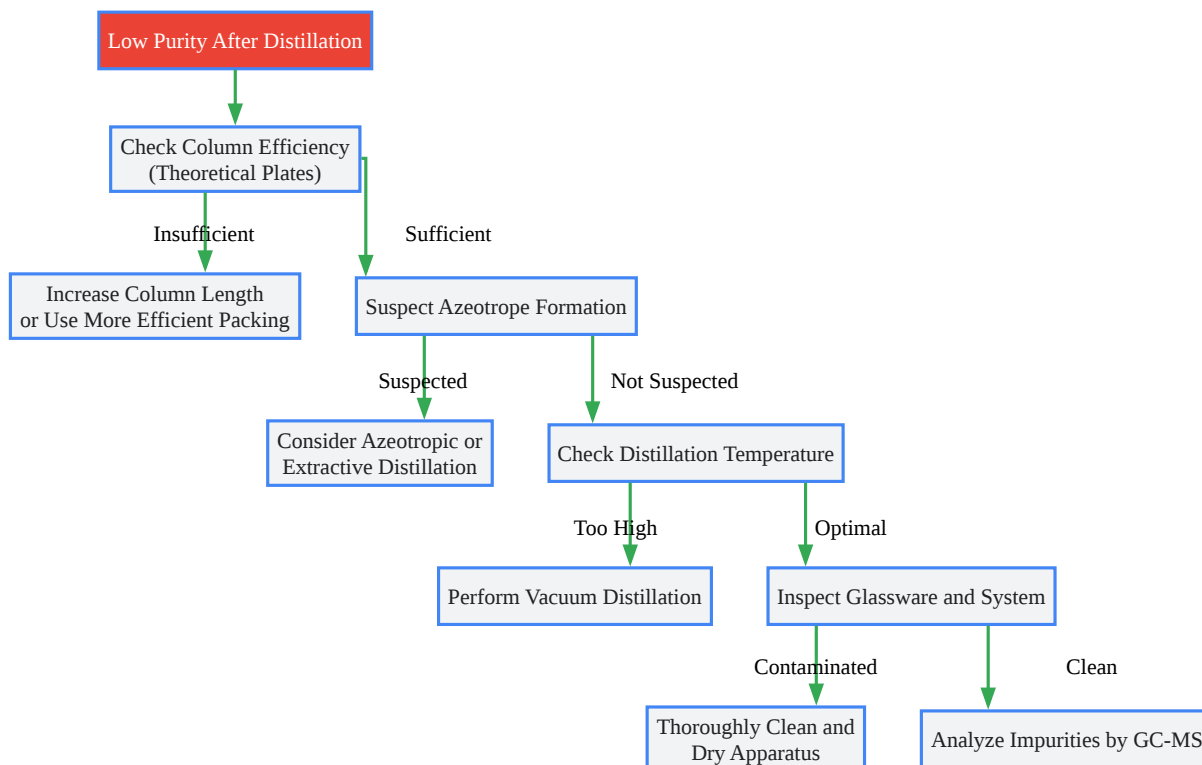 Low Purity After Distillation
Check Column Efficiency
(Theoretical Plates)
Insufficient
Sufficient
Increase Column Length
or Use More Efficient Packing
Suspect Azeotrope Formation
Suspected
Not Suspected
Consider Azeotropic or
Extractive Distillation
Check Distillation Temperature
Too High
Optimal
Perform Vacuum Distillation
Inspect Glassware and System
Contaminated
Clean
Thoroughly Clean and
Dry Apparatus
Analyze Impurities by GC-MS